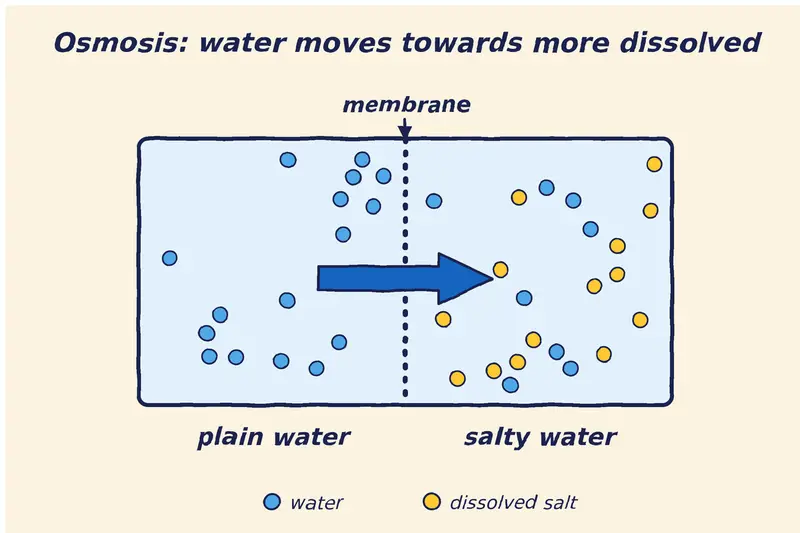 Osmosis: water moves towards more dissolved
membrane
plain water
salty water
water
dissolved salt